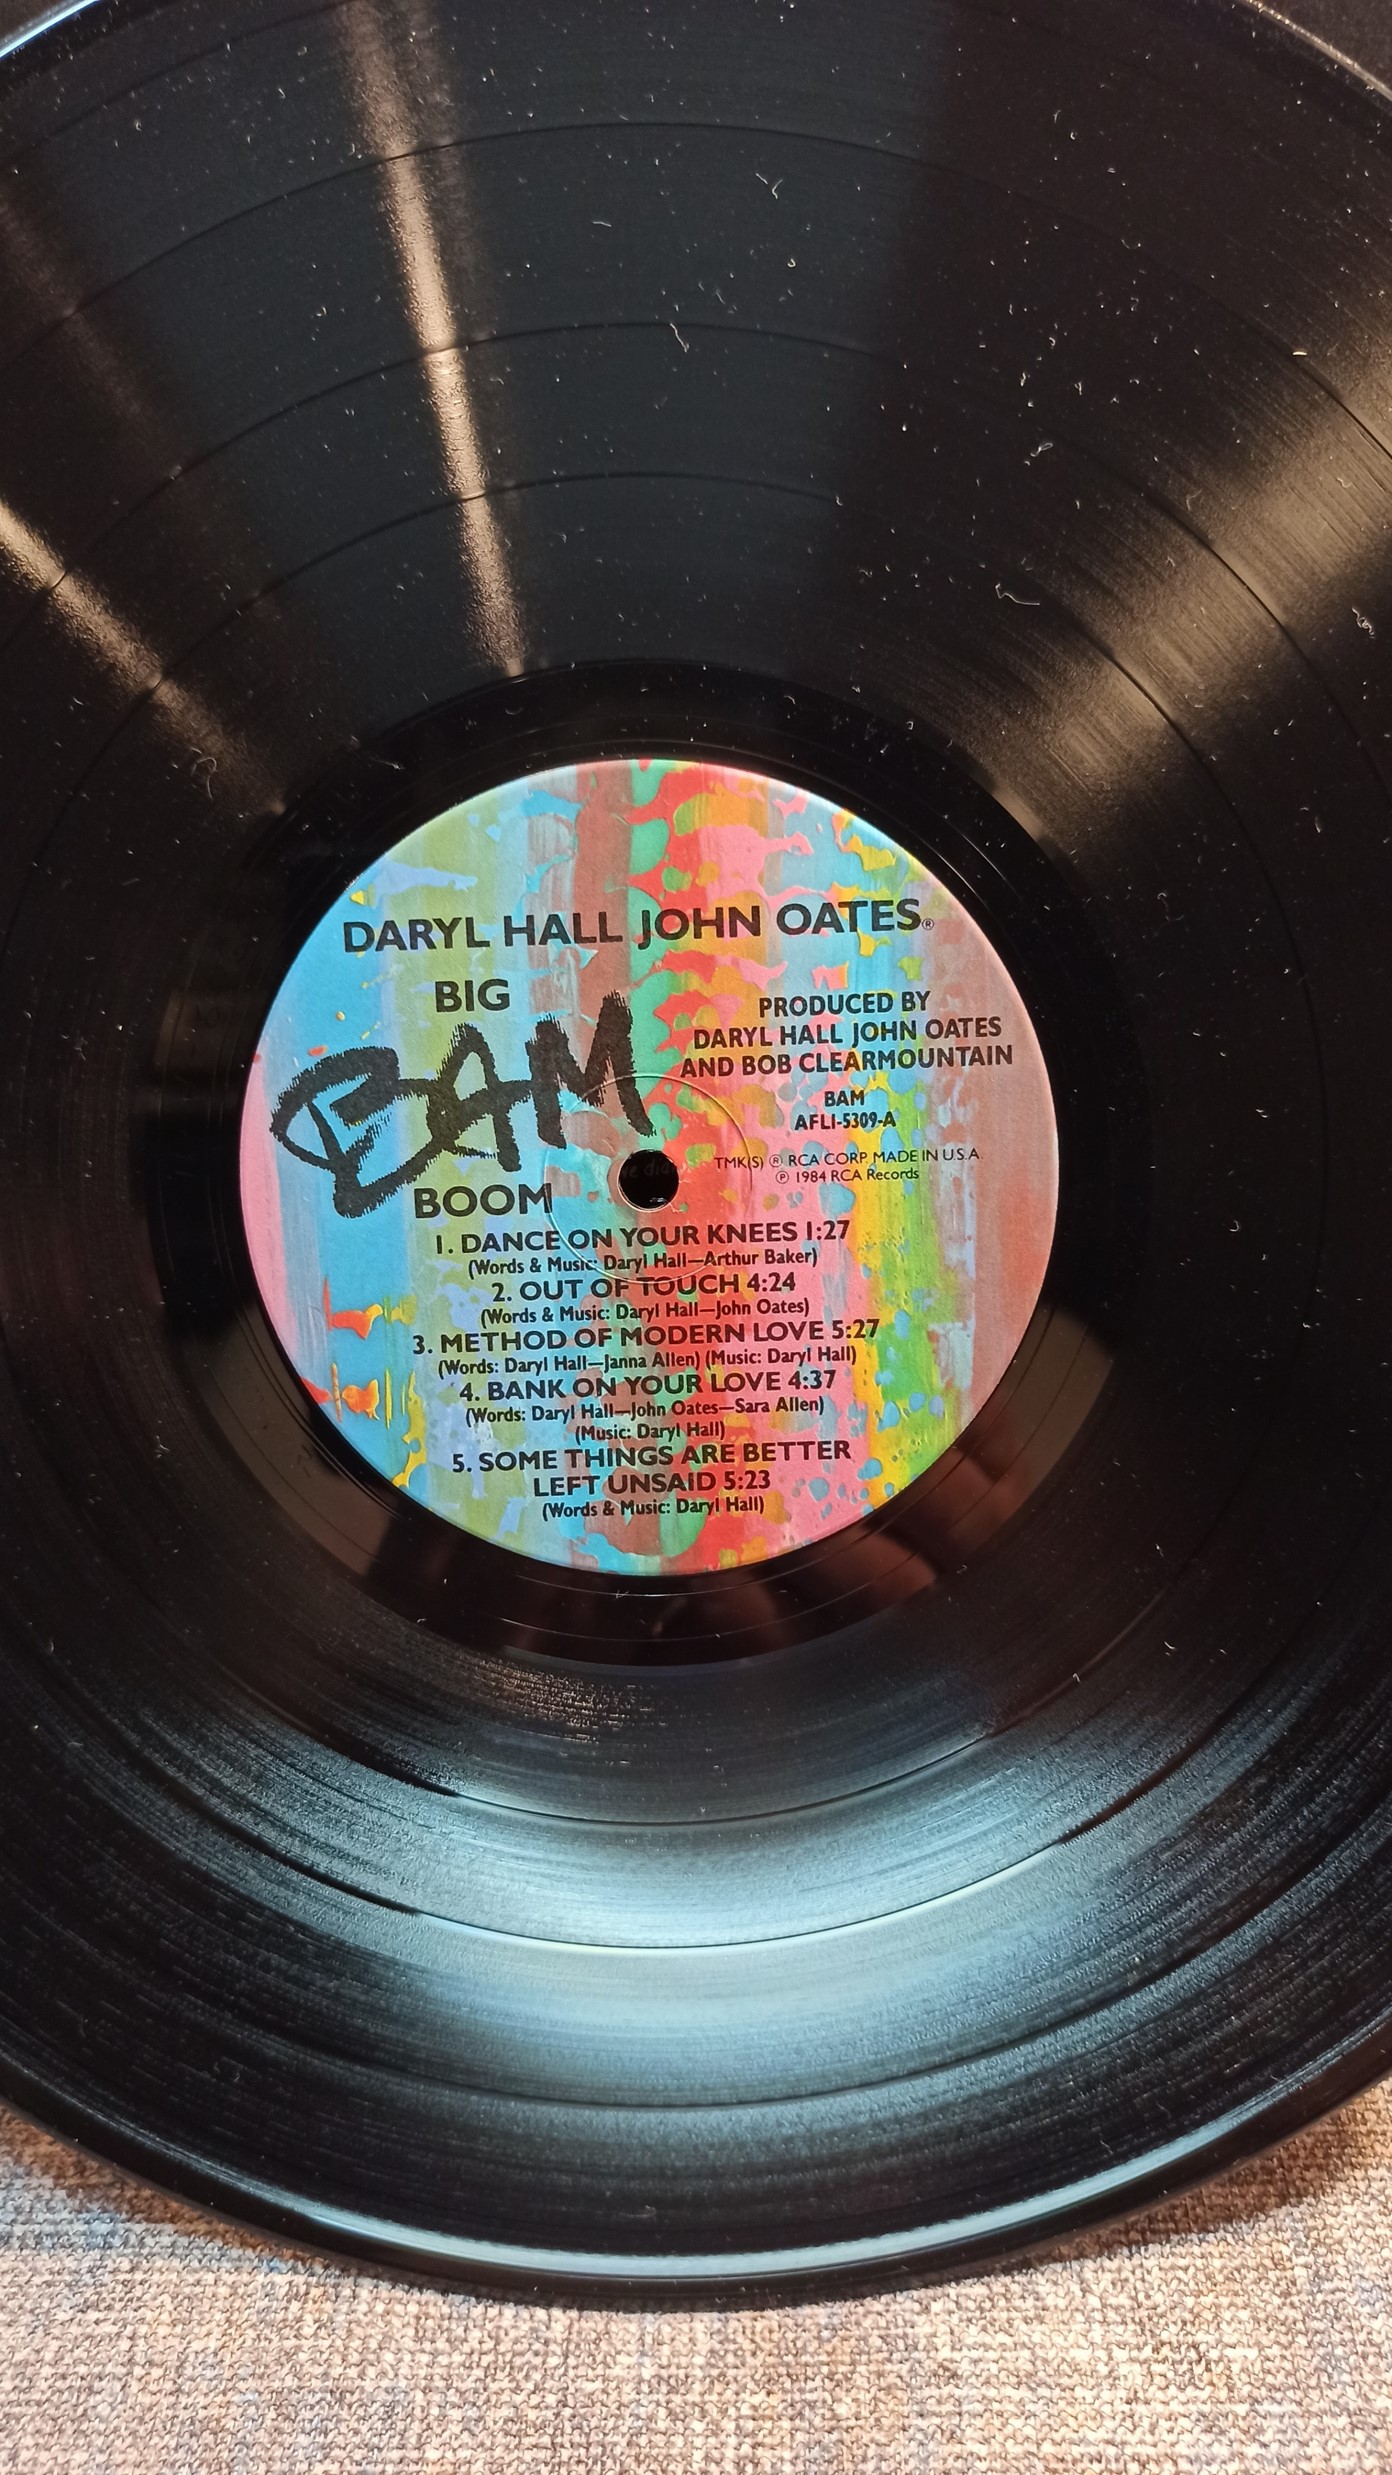 DARYL HALL JOHN OATES®
BIG
BAM
BOOM
PRODUCED BY
DARYL HALL JOHN OATES
AND BOB CLEARMOUNTAIN
BAM
AFL1-5309-A
TMK(S) ® RCA CORP. MADE IN U.S.A.
℗ 1984 RCA Records
1. DANCE ON YOUR KNEES 1:27
(Words & Music: Daryl Hall—Arthur Baker)
2. OUT OF TOUCH 4:24
(Words & Music: Daryl Hall—John Oates)
3. METHOD OF MODERN LOVE 5:27
(Words: Daryl Hall—Janna Allen) (Music: Daryl Hall)
4. BANK ON YOUR LOVE 4:37
(Words: Daryl Hall—John Oates—Sara Allen)
(Music: Daryl Hall)
5. SOME THINGS ARE BETTER
LEFT UNSAID 5:23
(Words & Music: Daryl Hall)